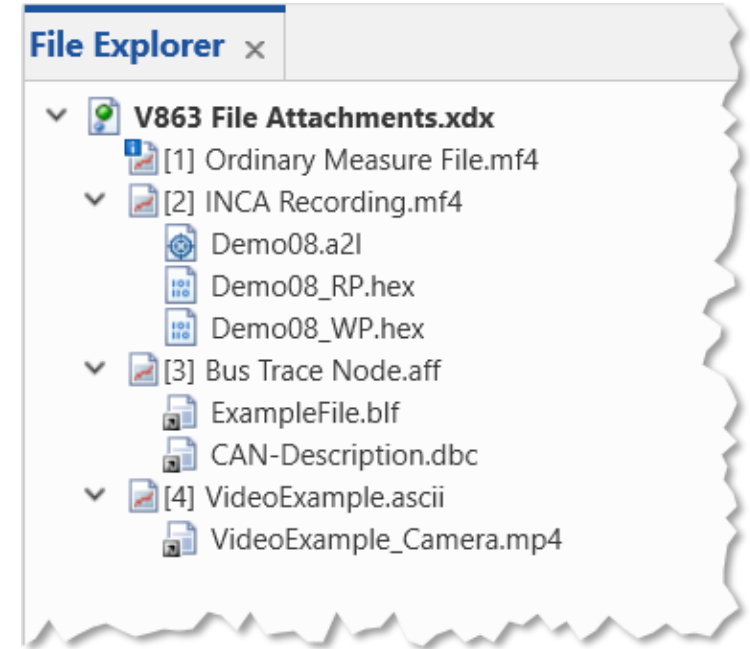 File Explorer ×
V863 File Attachments.xdx
[1] Ordinary Measure File.mf4
[2] INCA Recording.mf4
Demo08.a2l
Demo08_RP.hex
Demo08_WP.hex
[3] Bus Trace Node.aff
ExampleFile.blf
CAN-Description.dbc
[4] VideoExample.ascii
VideoExample_Camera.mp4